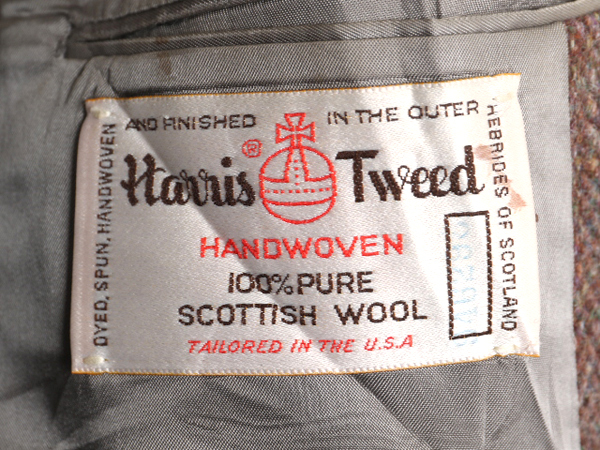 DYED, SPUN, HANDWOVEN
AND FINISHED IN THE OUTER
HEBRIDES OF SCOTLAND
Harris ® Tweed
HANDWOVEN
100% PURE
SCOTTISH WOOL
TAILORED IN THE U.S.A